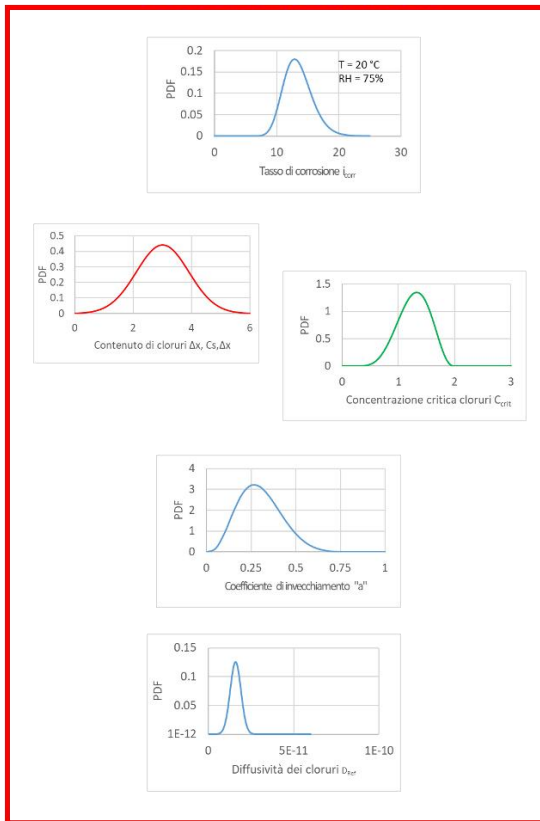 0.2
T = 20 °C
0.15
RH = 75%
0.1
0.05
0
PDF
0 10 20 30
Tasso di corrosione i_corr
0.5
0.4
0.3
0.2
0.1
0
PDF
0 2 4 6
Contenuto di cloruri Δx, Cs,Δx
1.5
1
0.5
0
PDF
0 1 2 3
Concentrazione critica cloruri C_crit
4
3
2
1
0
PDF
0 0.25 0.5 0.75 1
Coefficiente di invecchiamento "a"
0.15
0.1
0.05
1E-12
PDF
0 5E-11 1E-10
Diffusività dei cloruri